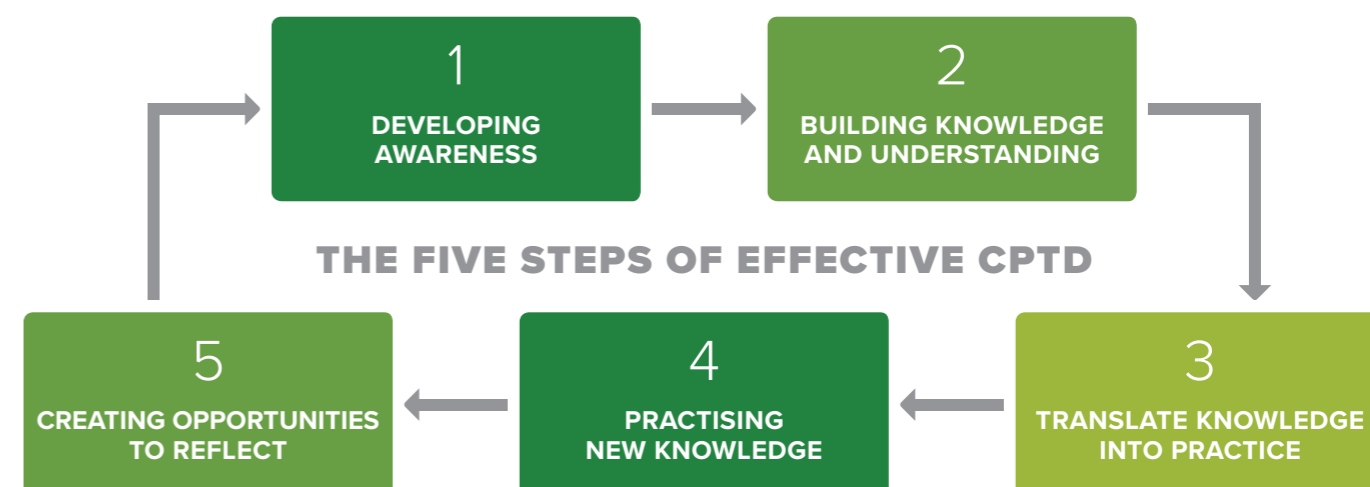 1
DEVELOPING
AWARENESS
2
BUILDING KNOWLEDGE
AND UNDERSTANDING
THE FIVE STEPS OF EFFECTIVE CPTD
3
TRANSLATE KNOWLEDGE
INTO PRACTICE
4
PRACTISING
NEW KNOWLEDGE
5
CREATING OPPORTUNITIES
TO REFLECT